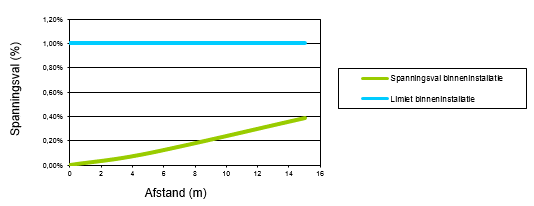 1,20%
1,00%
0,80%
0,60%
0,40%
0,20%
0,00%
Spanningsval (%)
0 2 4 6 8 10 12 14 16
Afstand (m)
Spanningsval binneninstallatie
Limiet binneninstallatie